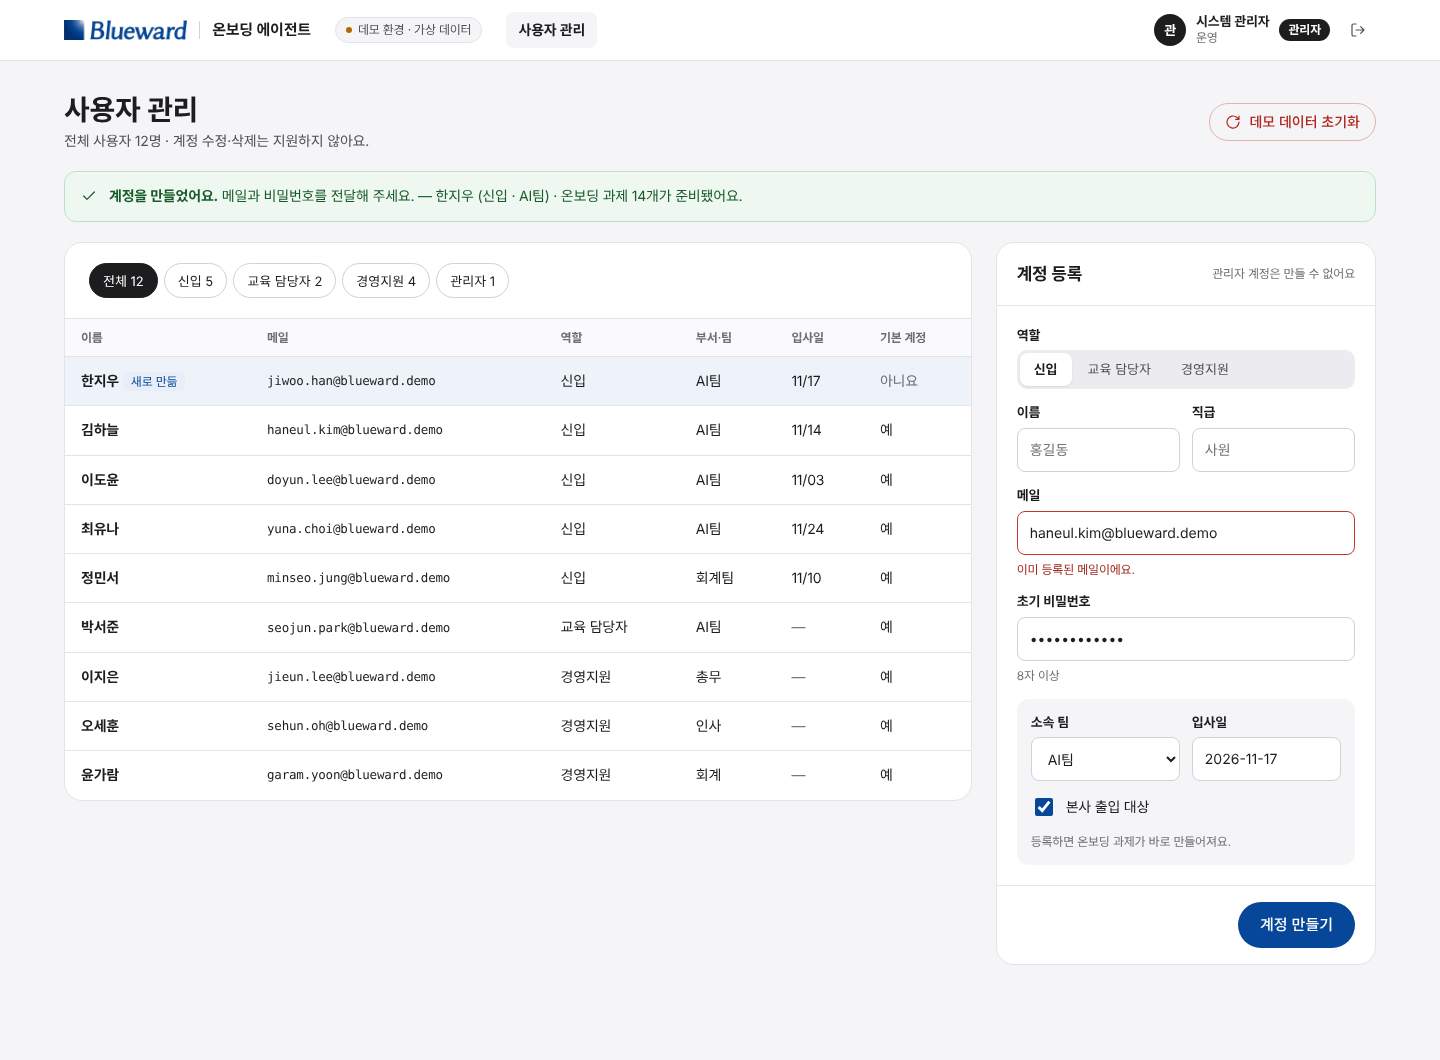 Blueward 온보딩 에이전트 데모 환경 · 가상 데이터 사용자 관리 관 시스템 관리자 관리자
운영
사용자 관리
전체 사용자 12명 · 계정 수정·삭제는 지원하지 않아요.
데모 데이터 초기화
계정을 만들었어요. 메일과 비밀번호를 전달해 주세요. — 한지우 (신입 · AI팀) · 온보딩 과제 14개가 준비됐어요.
전체 12 신입 5 교육 담당자 2 경영지원 4 관리자 1
이름 메일 역할 부서·팀 입사일 기본 계정
한지우 새로 만듦 jiwoo.han@blueward.demo 신입 AI팀 11/17 아니요
김하늘 haneul.kim@blueward.demo 신입 AI팀 11/14 예
이도윤 doyun.lee@blueward.demo 신입 AI팀 11/03 예
최유나 yuna.choi@blueward.demo 신입 AI팀 11/24 예
정민서 minseo.jung@blueward.demo 신입 회계팀 11/10 예
박서준 seojun.park@blueward.demo 교육 담당자 AI팀 — 예
이지은 jieun.lee@blueward.demo 경영지원 총무 — 예
오세훈 sehun.oh@blueward.demo 경영지원 인사 — 예
윤가람 garam.yoon@blueward.demo 경영지원 회계 — 예
계정 등록 관리자 계정은 만들 수 없어요
역할
신입 교육 담당자 경영지원
이름 직급
홍길동 사원
메일
haneul.kim@blueward.demo
이미 등록된 메일이에요.
초기 비밀번호
••••••••••••
8자 이상
소속 팀 입사일
AI팀 2026-11-17
본사 출입 대상
등록하면 온보딩 과제가 바로 만들어져요.
계정 만들기